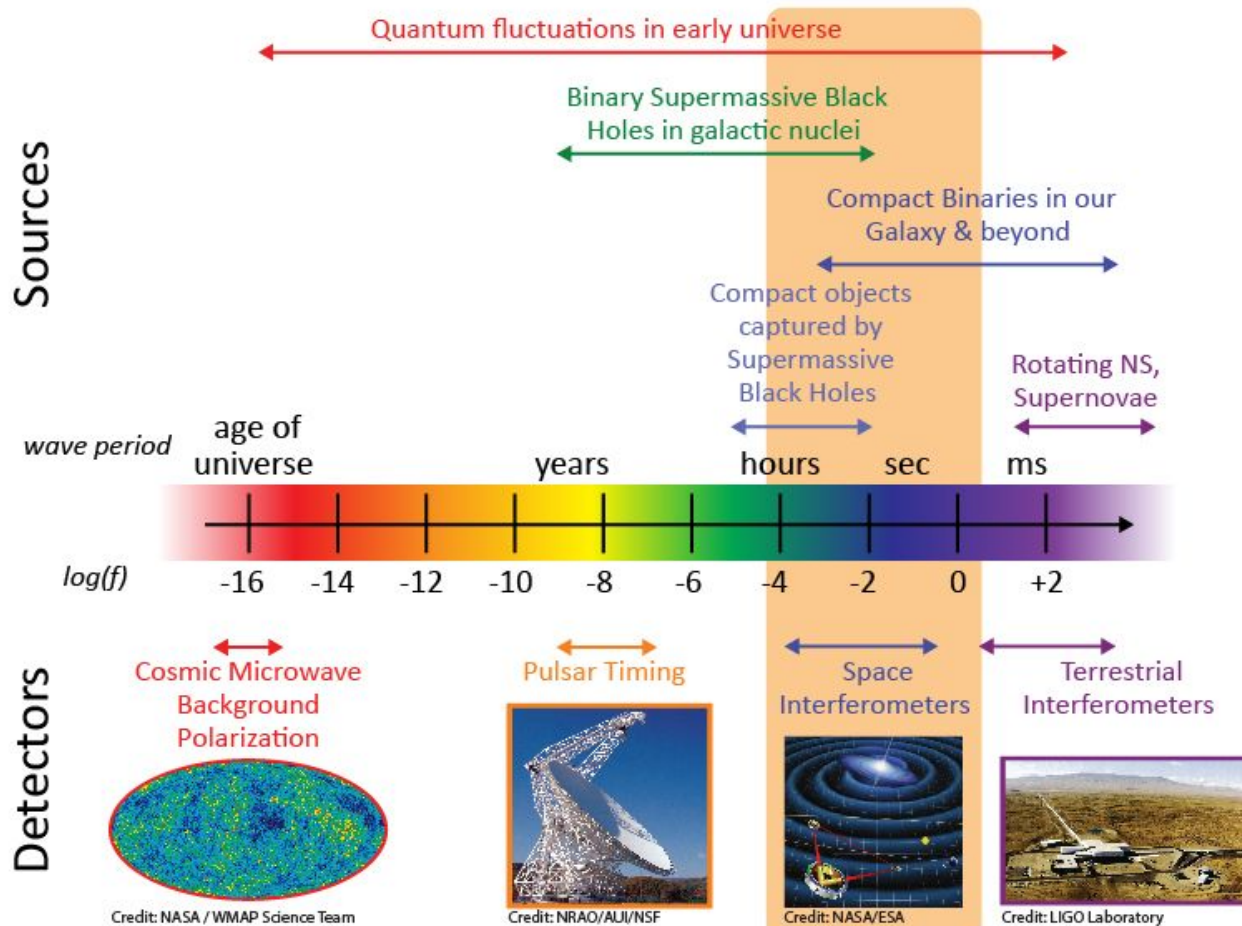 Sources
Quantum fluctuations in early universe
Binary Supermassive Black
Holes in galactic nuclei
Compact Binaries in our
Galaxy & beyond
Compact objects
captured by
Supermassive
Black Holes
Rotating NS,
Supernovae
wave period
age of
universe
years
hours
sec
ms
log(f)
-16
-14
-12
-10
-8
-6
-4
-2
0
+2
Detectors
Cosmic Microwave
Background
Polarization
Pulsar Timing
Space
Interferometers
Terrestrial
Interferometers
Credit: NASA / WMAP Science Team
Credit: NRAO/AUI/NSF
Credit: NASA/ESA
Credit: LIGO Laboratory